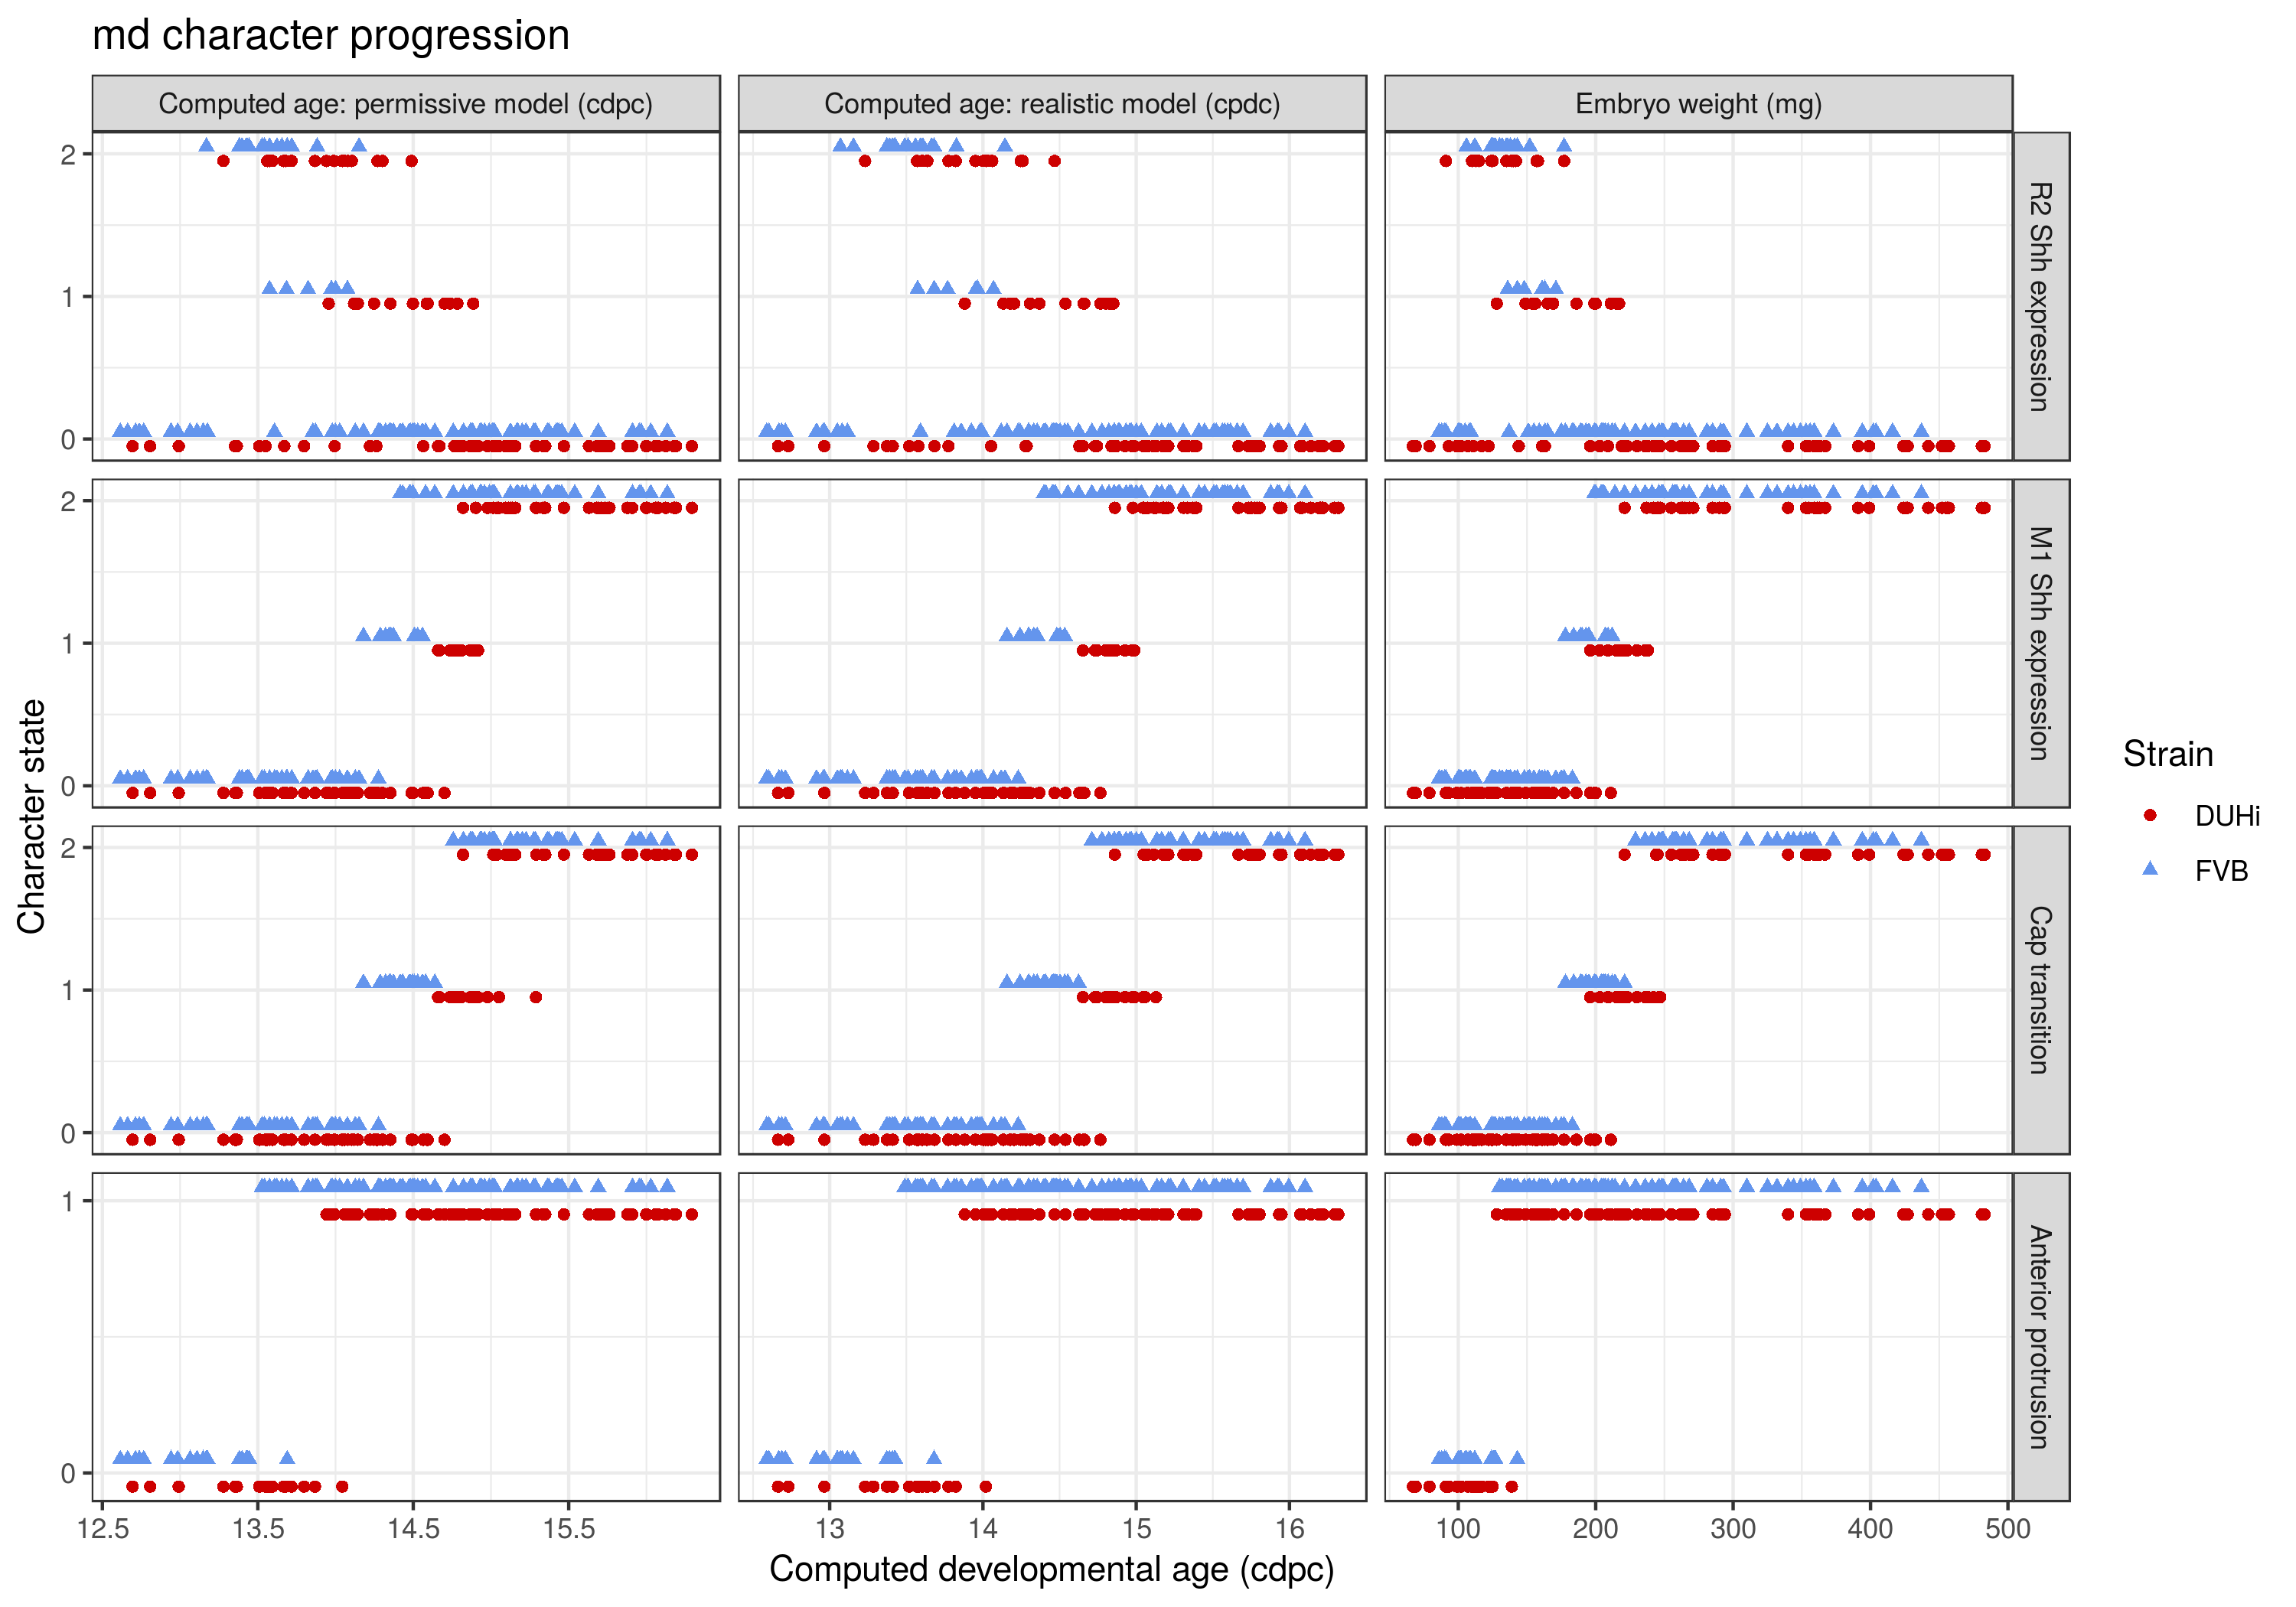 md character progression
Computed age: permissive model (cdpc)
Computed age: realistic model (cpdc)
Embryo weight (mg)
2
1
0
R2 Shh expression
2
1
0
M1 Shh expression
2
1
0
Cap transition
1
0
Anterior protrusion
Character state
12.5 13.5 14.5 15.5
13 14 15 16
100 200 300 400 500
Computed developmental age (cdpc)
Strain
DUHi
FVB